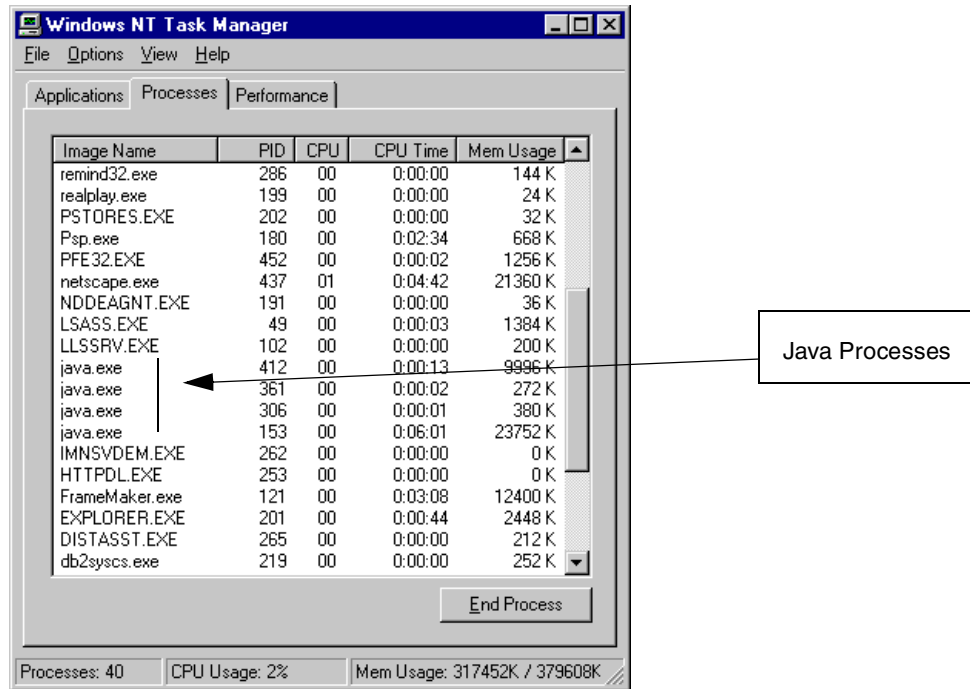 Windows NT Task Manager
File Options View Help
Applications Processes Performance
Image Name PID CPU CPU Time Mem Usage
remind32.exe 286 00 0:00:00 144 K
realplay.exe 199 00 0:00:00 24 K
PSTORES.EXE 202 00 0:00:00 32 K
Psp.exe 180 00 0:02:34 668 K
PFE32.EXE 452 00 0:00:02 1256 K
netscape.exe 437 01 0:04:42 21360 K
NDDEAGNT.EXE 191 00 0:00:00 36 K
LSASS.EXE 49 00 0:00:03 1384 K
LLSSRV.EXE 102 00 0:00:00 200 K
java.exe 412 00 0:00:13 9996 K
java.exe 361 00 0:00:02 272 K
java.exe 306 00 0:00:01 380 K
java.exe 153 00 0:06:01 23752 K
IMNSVDEM.EXE 262 00 0:00:00 0 K
HTTPDL.EXE 253 00 0:00:00 0 K
FrameMaker.exe 121 00 0:03:08 12400 K
EXPLORER.EXE 201 00 0:00:44 2448 K
DISTASST.EXE 265 00 0:00:00 212 K
db2syscs.exe 219 00 0:00:00 252 K
End Process
Processes: 40 CPU Usage: 2% Mem Usage: 317452K / 379608K
Java Processes